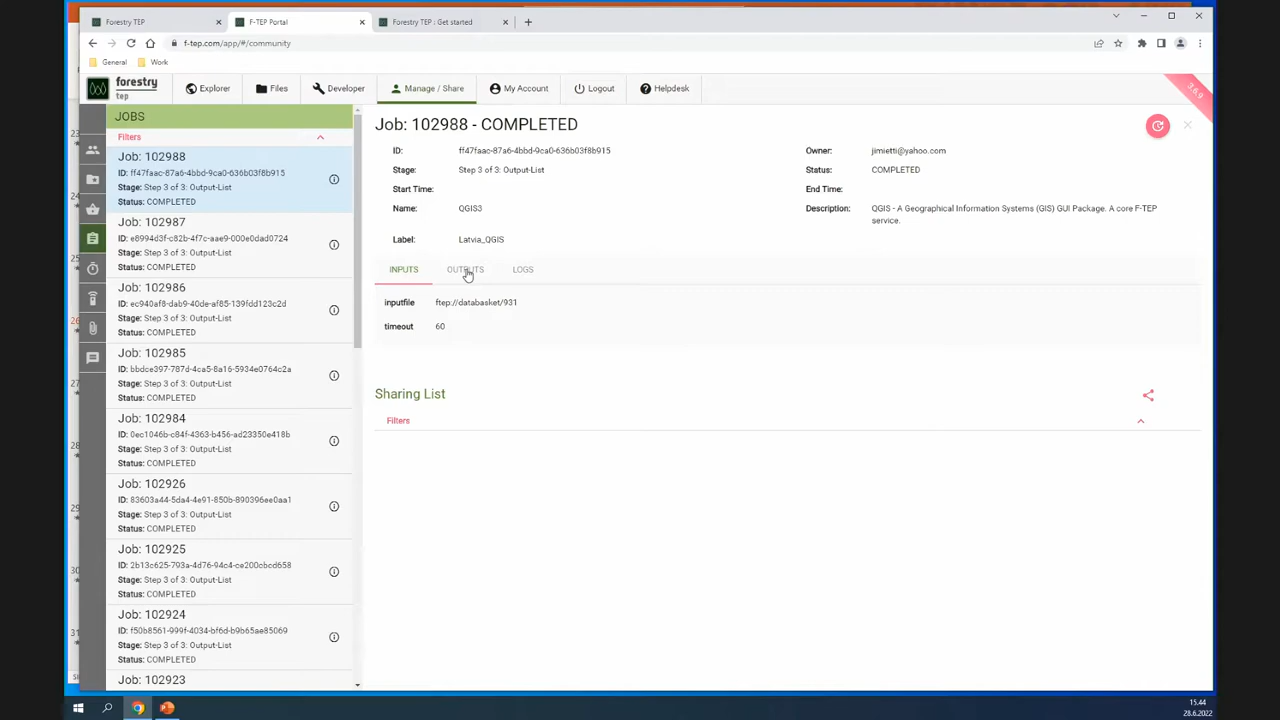 Forestry TEP
F-TEP Portal
Forestry TEP : Get started
f-tep.com/app/#/community
General
Work
forestry
tep
Explorer
Files
Developer
Manage / Share
My Account
Logout
Helpdesk
3.6.9
JOBS
Filters
Job: 102988
ID: ff47faac-87a6-4bbd-9ca0-636b03f8b915
Stage: Step 3 of 3: Output-List
Status: COMPLETED
Job: 102987
ID: e8994d3f-c82b-4f7c-aae9-000e0dad0724
Stage: Step 3 of 3: Output-List
Status: COMPLETED
Job: 102986
ID: ec940af8-dab9-40de-af85-139fdd123c2d
Stage: Step 3 of 3: Output-List
Status: COMPLETED
Job: 102985
ID: bbdce397-787d-4ca5-8a16-5934e0764c2a
Stage: Step 3 of 3: Output-List
Status: COMPLETED
Job: 102984
ID: 0ec1046b-c84f-4363-b456-ad23350e418b
Stage: Step 3 of 3: Output-List
Status: COMPLETED
Job: 102926
ID: 83603a44-5da4-4e91-850b-890396ee0aa1
Stage: Step 3 of 3: Output-List
Status: COMPLETED
Job: 102925
ID: 2b13c625-793a-4d76-94c4-ce200cbcd658
Stage: Step 3 of 3: Output-List
Status: COMPLETED
Job: 102924
ID: f50b8561-999f-4034-bf6d-b9b65ae85069
Stage: Step 3 of 3: Output-List
Status: COMPLETED
Job: 102923
Job: 102988 - COMPLETED
ID: ff47faac-87a6-4bbd-9ca0-636b03f8b915
Owner: jimietti@yahoo.com
Stage: Step 3 of 3: Output-List
Status: COMPLETED
Start Time:
End Time:
Name: QGIS3
Description: QGIS - A Geographical Information Systems (GIS) GUI Package. A core F-TEP
service.
Label: Latvia_QGIS
INPUTS
OUTPUTS
LOGS
inputfile ftep://databasket/931
timeout 60
Sharing List
Filters
15.44
28.6.2022